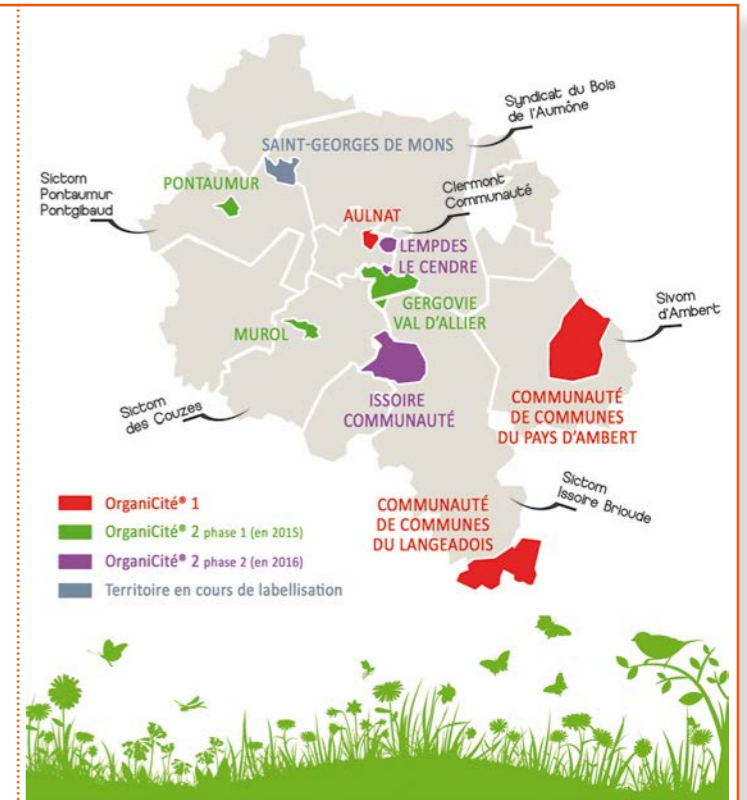 Syndicat du Bois
de l'Aumône
SAINT-GEORGES DE MONS
Sictom
Pontaumur
Pontgibaud
PONTAUMUR
Clermont
Communauté
AULNAT
LEMPDES
LE CENDRE
GERGOVIE
VAL D'ALLIER
MUROL
Sivom
d'Ambert
ISSOIRE
COMMUNAUTÉ
COMMUNAUTÉ
DE COMMUNES
DU PAYS D'AMBERT
Sictom
des Couzes
Sictom
Issoire Brioude
COMMUNAUTÉ
DE COMMUNES
DU LANGEADOIS
OrganiCité® 1
OrganiCité® 2 phase 1 (en 2015)
OrganiCité® 2 phase 2 (en 2016)
Territoire en cours de labellisation